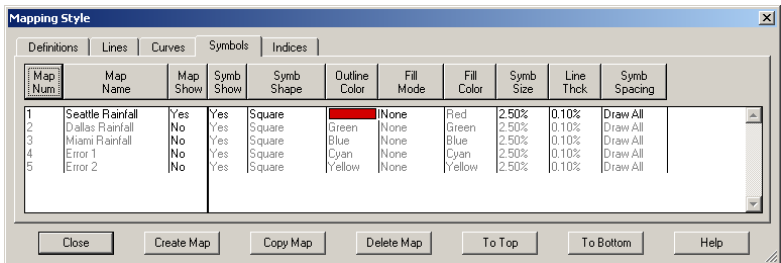 Mapping Style
Definitions Lines Curves Symbols Indices
Map Num Map Name Map Show Symb Show Symb Shape Outline Color Fill Mode Fill Color Symb Size Line Thck Symb Spacing
1 Seattle Rainfall Yes Yes Square None Red 2.50% 0.10% Draw All
2 Dallas Rainfall No Yes Square Green None Green 2.50% 0.10% Draw All
3 Miami Rainfall No Yes Square Blue None Blue 2.50% 0.10% Draw All
4 Error 1 No Yes Square Cyan None Cyan 2.50% 0.10% Draw All
5 Error 2 No Yes Square Yellow None Yellow 2.50% 0.10% Draw All
Close Create Map Copy Map Delete Map To Top To Bottom Help